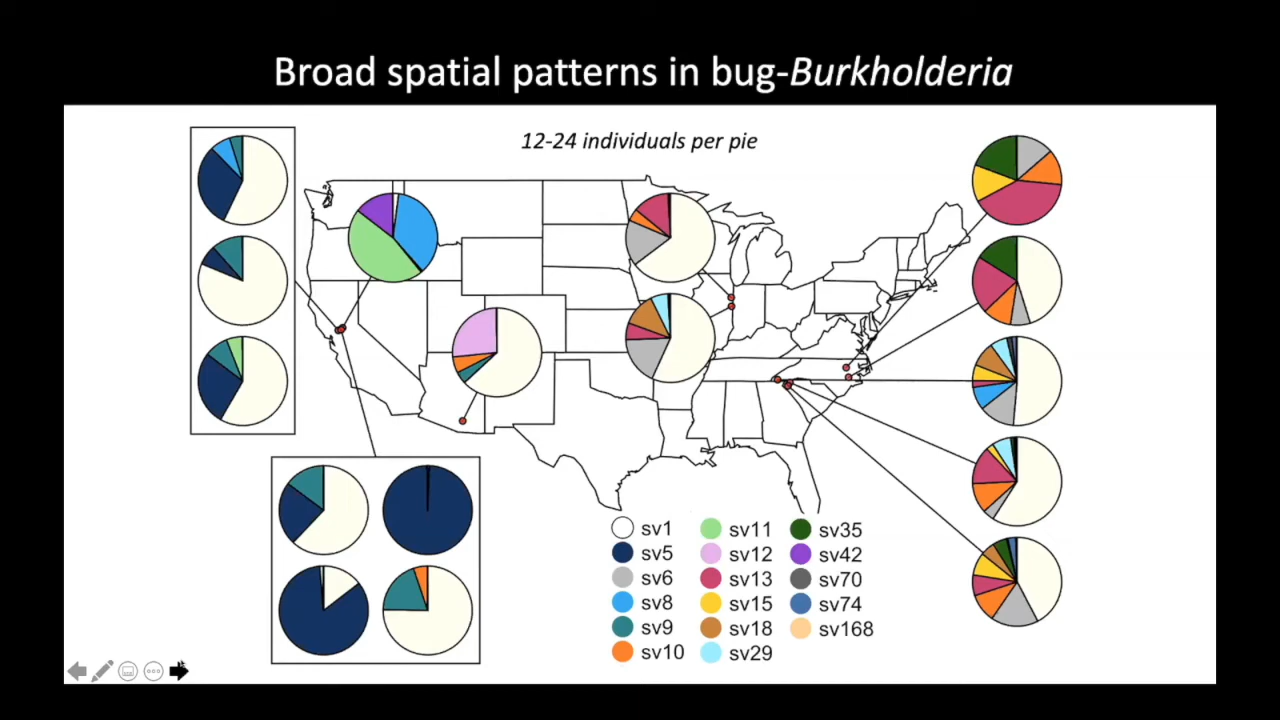 Broad spatial patterns in bug-Burkholderia
12-24 individuals per pie
sv1
sv5
sv6
sv8
sv9
sv10
sv11
sv12
sv13
sv15
sv18
sv29
sv35
sv42
sv70
sv74
sv168